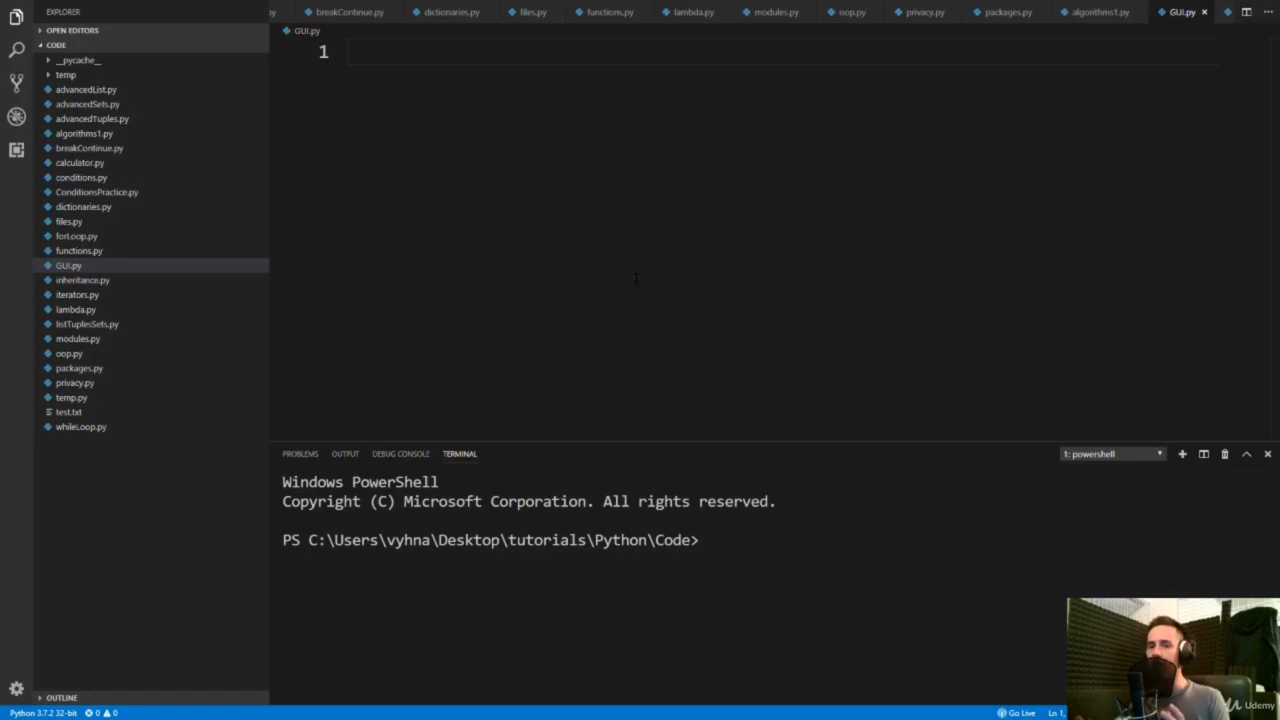 EXPLORER
OPEN EDITORS
CODE
__pycache__
temp
advancedList.py
advancedSets.py
advancedTuples.py
algorithms1.py
breakContinue.py
calculator.py
conditions.py
ConditionsPractice.py
dictionaries.py
files.py
forLoop.py
functions.py
GUI.py
inheritance.py
iterators.py
lambda.py
listTuplesSets.py
modules.py
oop.py
packages.py
privacy.py
temp.py
test.txt
whileLoop.py
OUTLINE
py breakContinue.py dictionaries.py files.py functions.py lambda.py modules.py oop.py privacy.py packages.py algorithms1.py GUI.py
GUI.py
1
PROBLEMS OUTPUT DEBUG CONSOLE TERMINAL 1: powershell
Windows PowerShell
Copyright (C) Microsoft Corporation. All rights reserved.
PS C:\Users\vyhna\Desktop\tutorials\Python\Code>
Udemy
Python 3.7.2 32-bit 0 0 Go Live Ln 1,